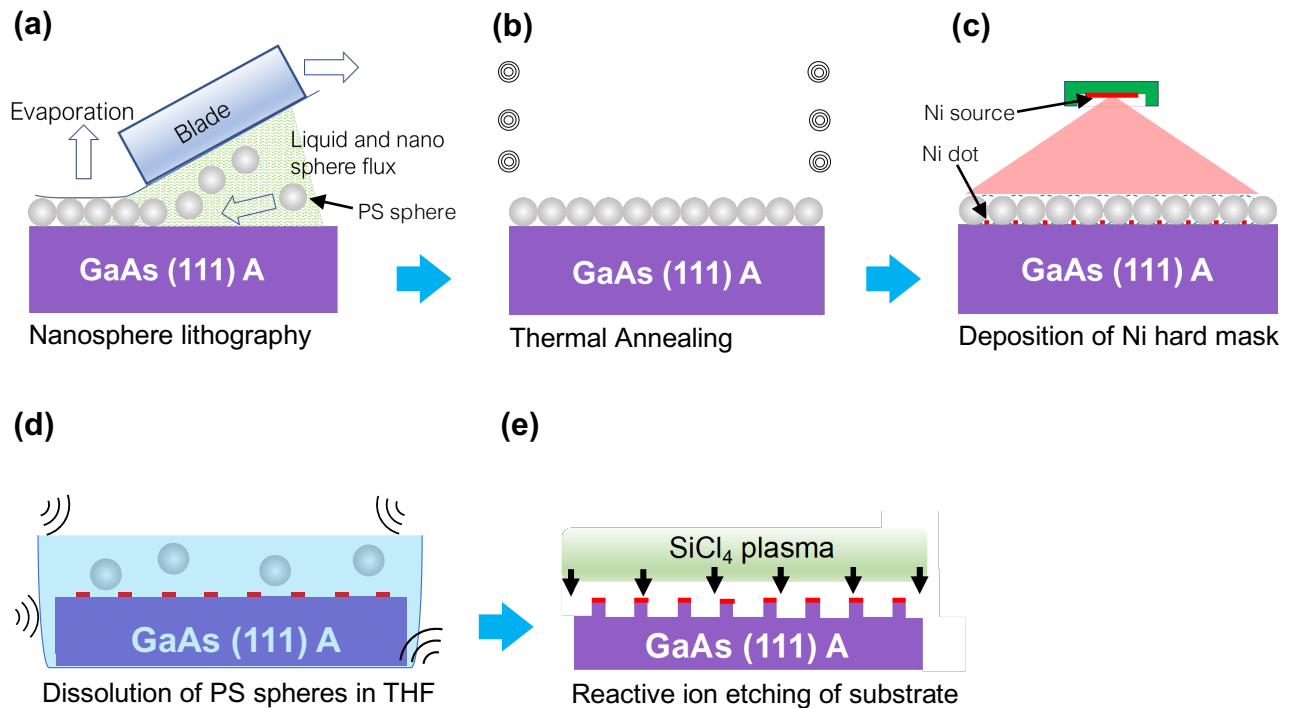 (a)
Evaporation
Blade
Liquid and nano
sphere flux
PS sphere
GaAs (111) A
Nanosphere lithography
(b)
GaAs (111) A
Thermal Annealing
(c)
Ni source
Ni dot
GaAs (111) A
Deposition of Ni hard mask
(d)
GaAs (111) A
Dissolution of PS spheres in THF
(e)
SiCl₄ plasma
GaAs (111) A
Reactive ion etching of substrate